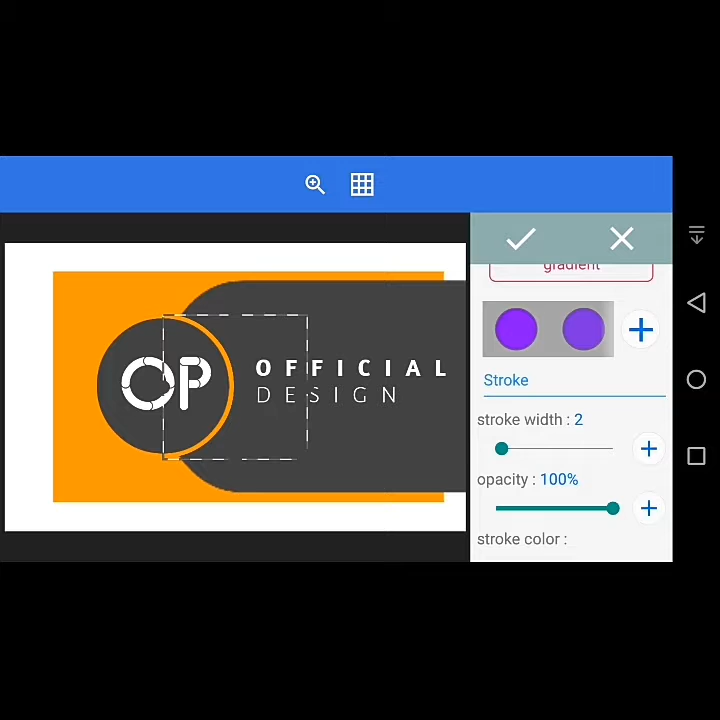 gradient
Stroke
stroke width : 2
opacity : 100%
stroke color :
OP
OFFICIAL
DESIGN